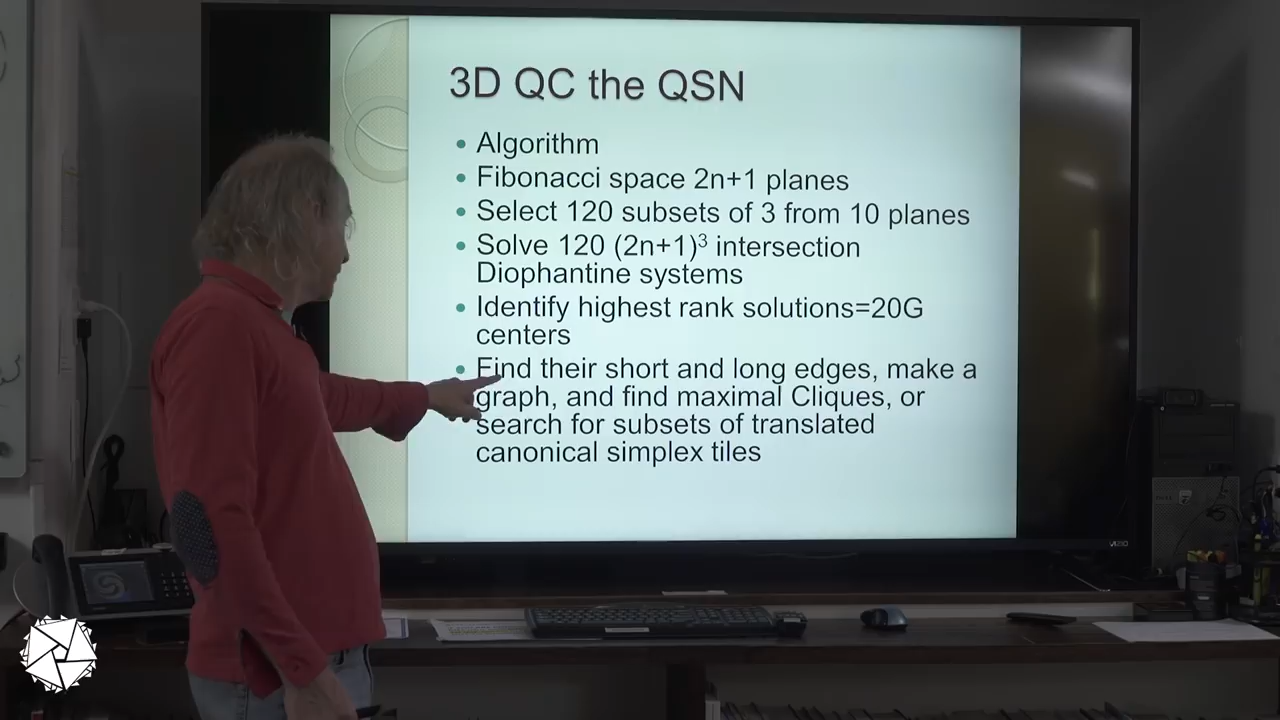 3D QC the QSN
• Algorithm
• Fibonacci space 2n+1 planes
• Select 120 subsets of 3 from 10 planes
• Solve 120 (2n+1)³ intersection
Diophantine systems
• Identify highest rank solutions=20G
centers
• Find their short and long edges, make a
graph, and find maximal Cliques, or
search for subsets of translated
canonical simplex tiles
VIZIO
DELL